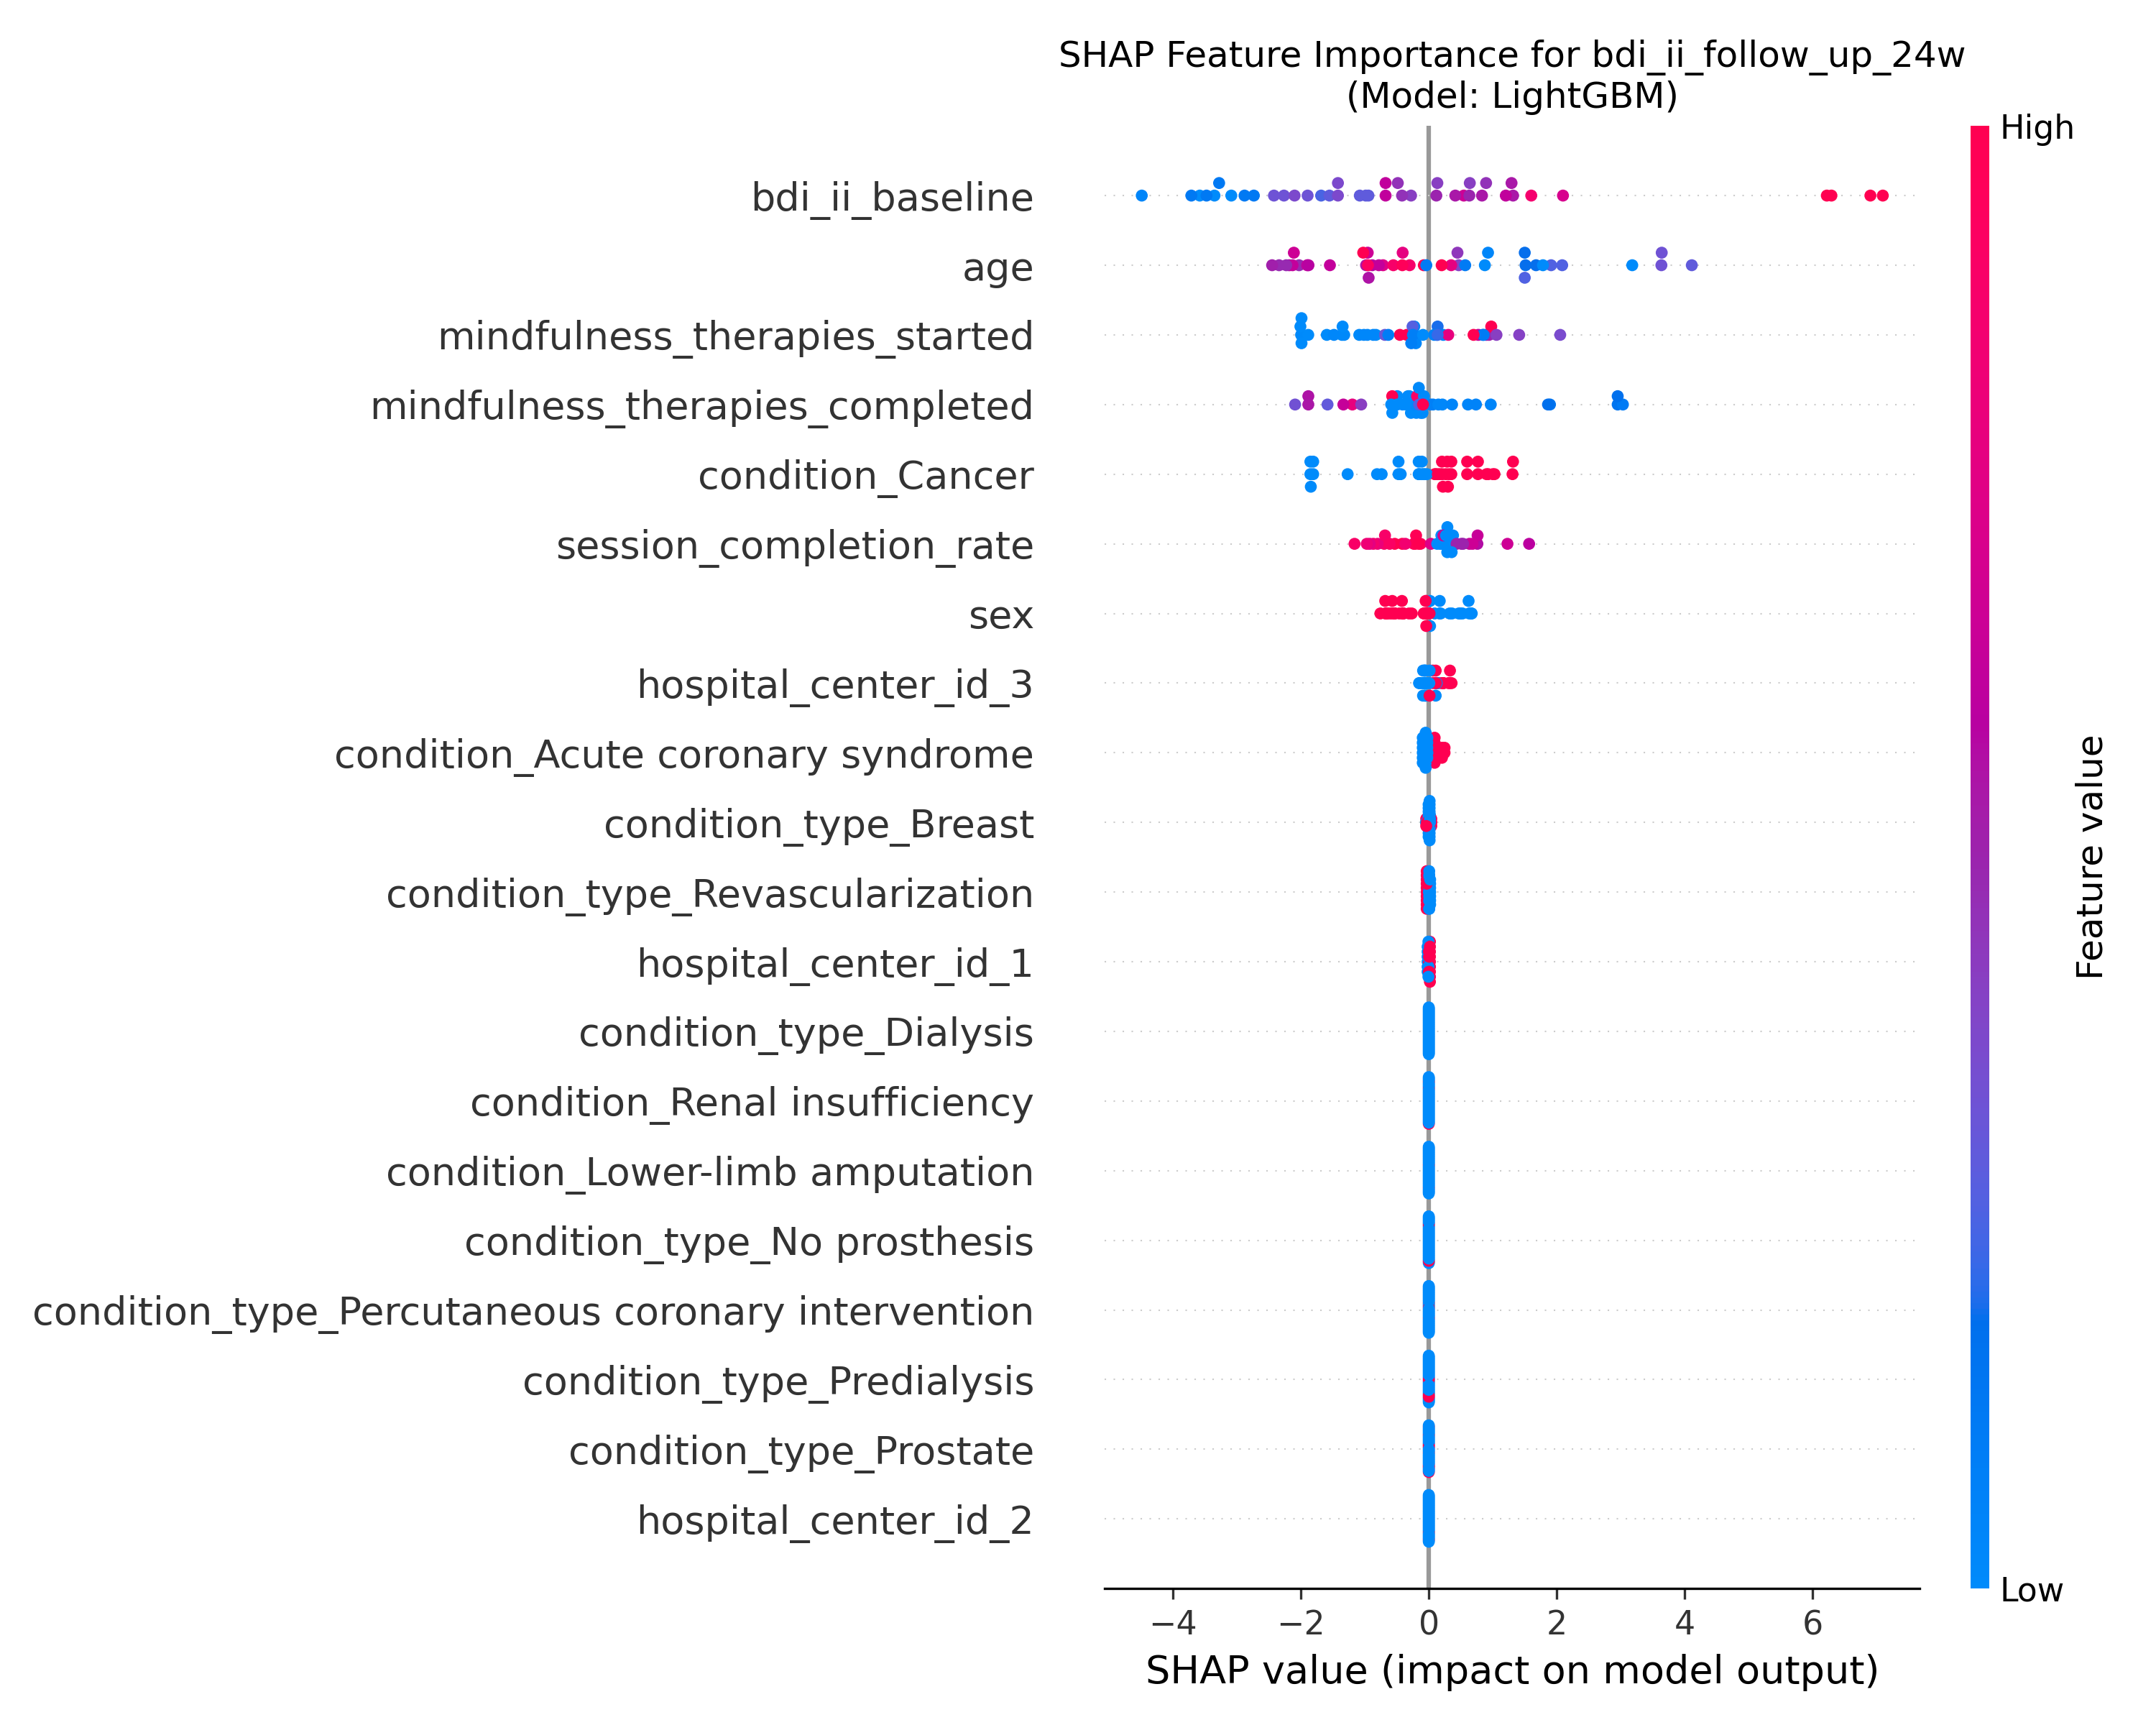 SHAP Feature Importance for bdi_ii_follow_up_24w
(Model: LightGBM)
High
bdi_ii_baseline
age
mindfulness_therapies_started
mindfulness_therapies_completed
condition_Cancer
session_completion_rate
sex
hospital_center_id_3
condition_Acute coronary syndrome
condition_type_Breast
condition_type_Revascularization
hospital_center_id_1
condition_type_Dialysis
condition_Renal insufficiency
condition_Lower-limb amputation
condition_type_No prosthesis
condition_type_Percutaneous coronary intervention
condition_type_Predialysis
condition_type_Prostate
hospital_center_id_2
Feature value
Low
−4 −2 0 2 4 6
SHAP value (impact on model output)